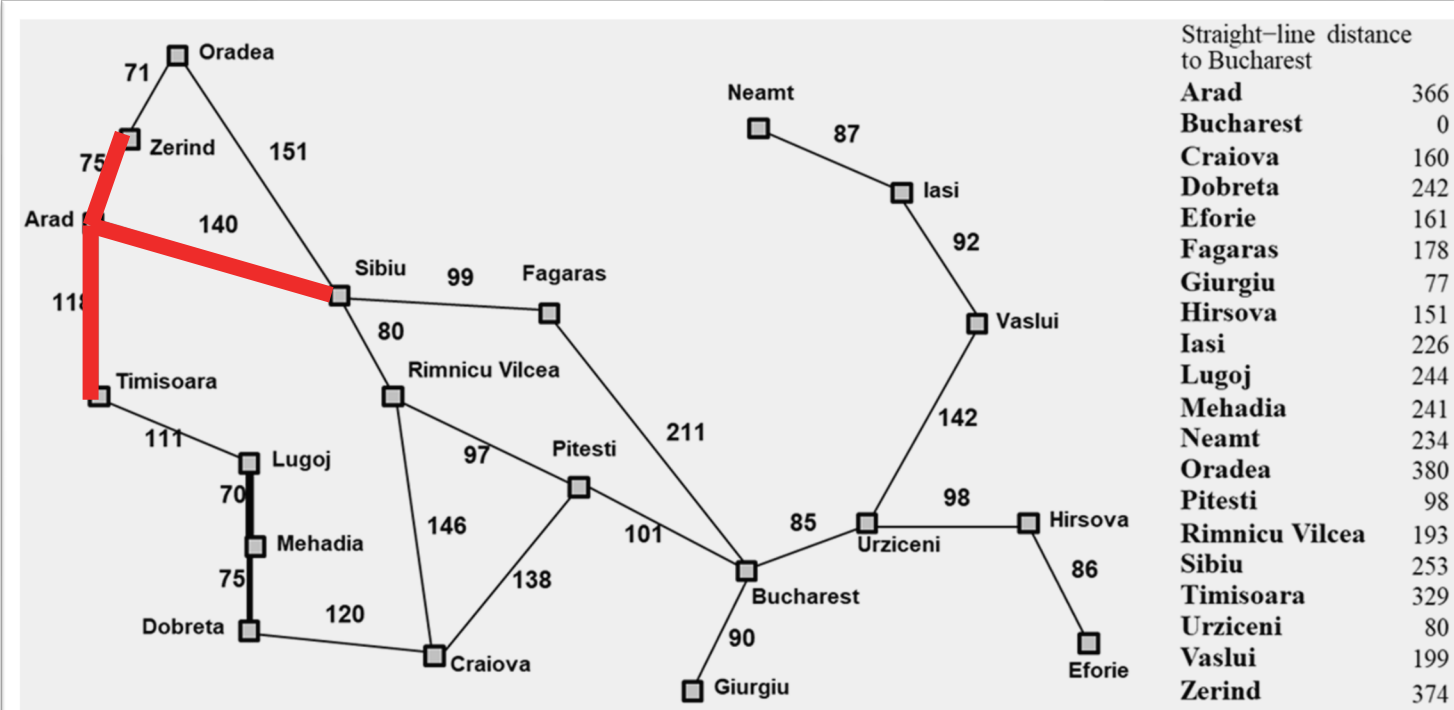 Oradea
71
Zerind
75
151
Arad
140
118
Sibiu
99
Fagaras
80
Rimnicu Vilcea
Timisoara
111
Lugoj
70
97
Pitesti
211
146
Mehadia
101
75
138
Dobreta
120
Craiova
Neamt
87
Iasi
92
Vaslui
142
98
Hirsova
85
Urziceni
86
Bucharest
90
Giurgiu
Eforie
Straight−line distance
to Bucharest
Arad 366
Bucharest 0
Craiova 160
Dobreta 242
Eforie 161
Fagaras 178
Giurgiu 77
Hirsova 151
Iasi 226
Lugoj 244
Mehadia 241
Neamt 234
Oradea 380
Pitesti 98
Rimnicu Vilcea 193
Sibiu 253
Timisoara 329
Urziceni 80
Vaslui 199
Zerind 374